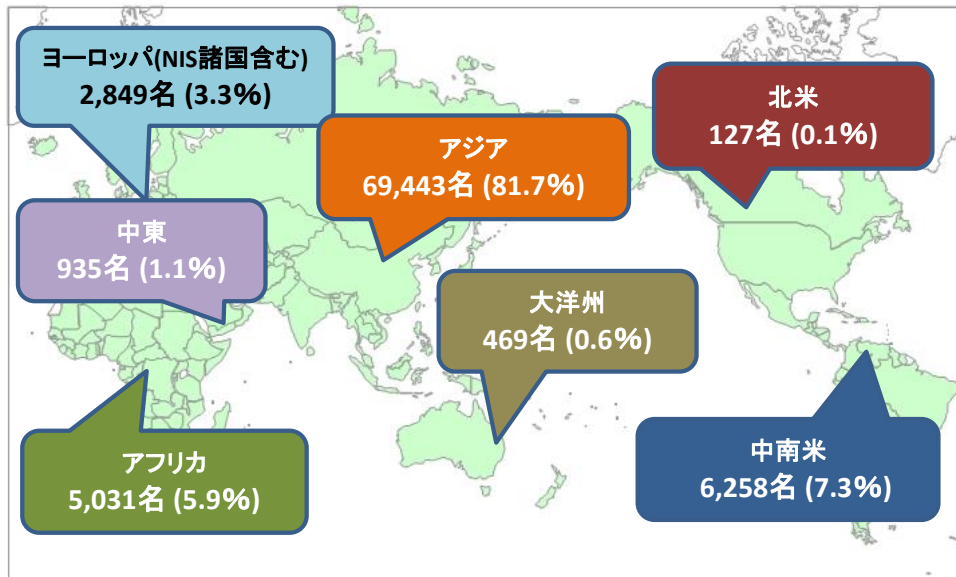 ヨーロッパ(NIS諸国含む)
2,849名 (3.3%)
北米
127名 (0.1%)
アジア
69,443名 (81.7%)
中東
935名 (1.1%)
大洋州
469名 (0.6%)
アフリカ
5,031名 (5.9%)
中南米
6,258名 (7.3%)